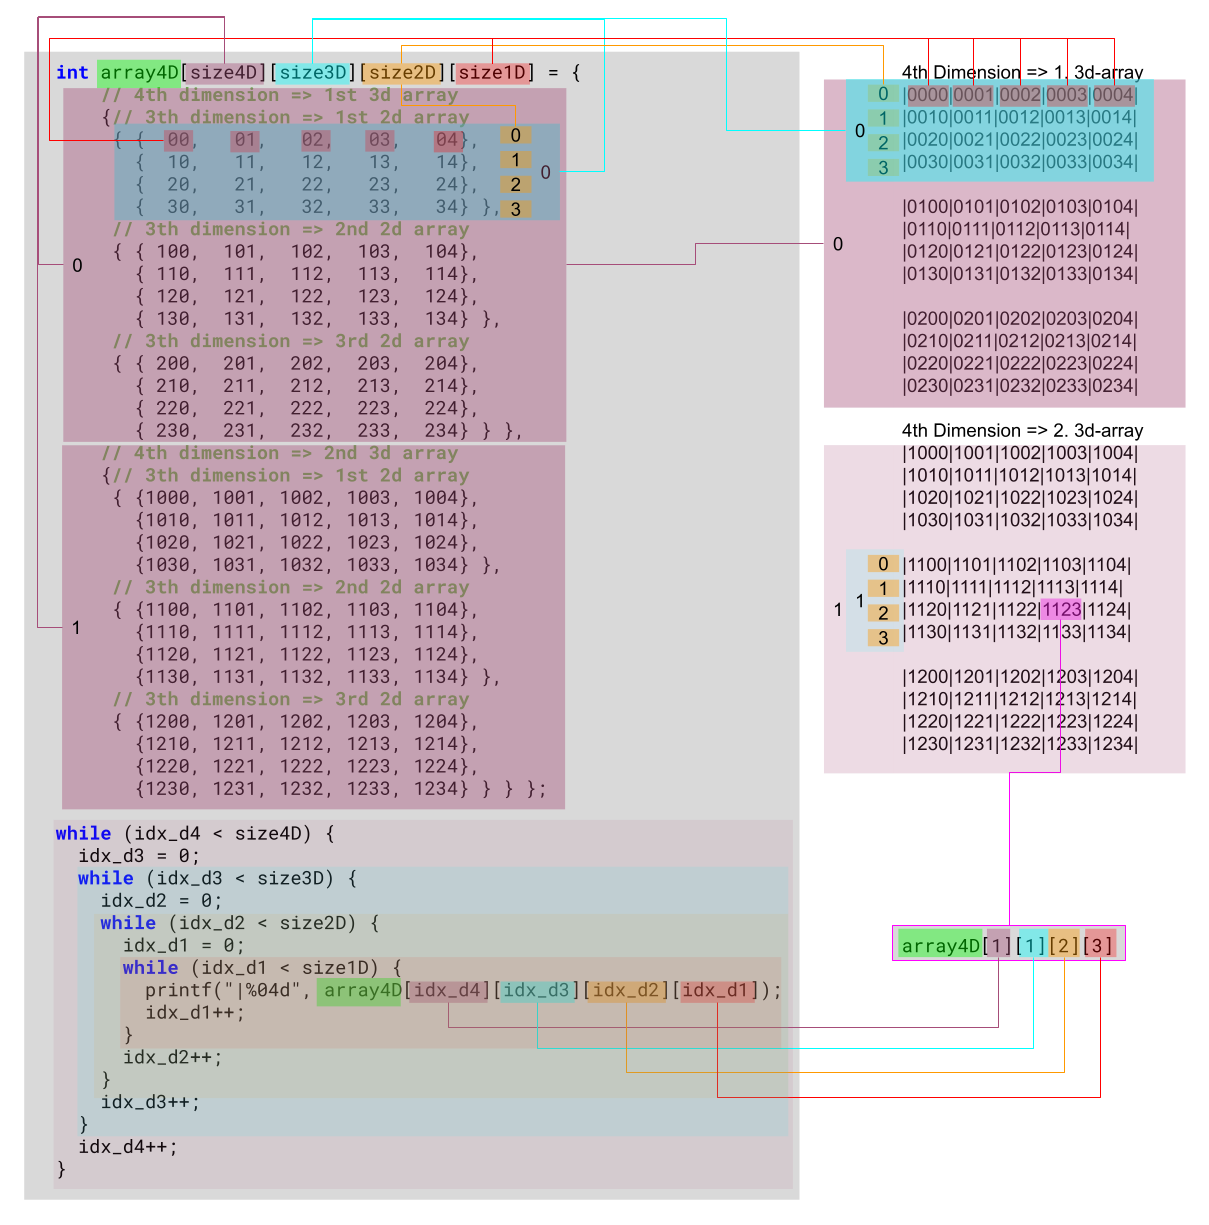 int array4D[size4D][size3D][size2D][size1D] = {
// 4th dimension => 1st 3d array
{// 3th dimension => 1st 2d array
{ { 00, 01, 02, 03, 04},
{ 10, 11, 12, 13, 14},
{ 20, 21, 22, 23, 24},
{ 30, 31, 32, 33, 34} },
0
1
2
3
0
// 3th dimension => 2nd 2d array
{ { 100, 101, 102, 103, 104},
{ 110, 111, 112, 113, 114},
{ 120, 121, 122, 123, 124},
{ 130, 131, 132, 133, 134} },
0
// 3th dimension => 3rd 2d array
{ { 200, 201, 202, 203, 204},
{ 210, 211, 212, 213, 214},
{ 220, 221, 222, 223, 224},
{ 230, 231, 232, 233, 234} } },
// 4th dimension => 2nd 3d array
{// 3th dimension => 1st 2d array
{ {1000, 1001, 1002, 1003, 1004},
{1010, 1011, 1012, 1013, 1014},
{1020, 1021, 1022, 1023, 1024},
{1030, 1031, 1032, 1033, 1034} },
// 3th dimension => 2nd 2d array
{ {1100, 1101, 1102, 1103, 1104},
{1110, 1111, 1112, 1113, 1114},
{1120, 1121, 1122, 1123, 1124},
{1130, 1131, 1132, 1133, 1134} },
1
// 3th dimension => 3rd 2d array
{ {1200, 1201, 1202, 1203, 1204},
{1210, 1211, 1212, 1213, 1214},
{1220, 1221, 1222, 1223, 1224},
{1230, 1231, 1232, 1233, 1234} } } };
while (idx_d4 < size4D) {
idx_d3 = 0;
while (idx_d3 < size3D) {
idx_d2 = 0;
while (idx_d2 < size2D) {
idx_d1 = 0;
while (idx_d1 < size1D) {
printf("|%04d", array4D[idx_d4][idx_d3][idx_d2][idx_d1]);
idx_d1++;
}
idx_d2++;
}
idx_d3++;
}
idx_d4++;
}
4th Dimension => 1. 3d-array
0 |0000|0001|0002|0003|0004|
1 |0010|0011|0012|0013|0014|
0
2 |0020|0021|0022|0023|0024|
3 |0030|0031|0032|0033|0034|
|0100|0101|0102|0103|0104|
|0110|0111|0112|0113|0114|
0
|0120|0121|0122|0123|0124|
|0130|0131|0132|0133|0134|
|0200|0201|0202|0203|0204|
|0210|0211|0212|0213|0214|
|0220|0221|0222|0223|0224|
|0230|0231|0232|0233|0234|
4th Dimension => 2. 3d-array
|1000|1001|1002|1003|1004|
|1010|1011|1012|1013|1014|
|1020|1021|1022|1023|1024|
|1030|1031|1032|1033|1034|
0 |1100|1101|1102|1103|1104|
1 |1110|1111|1112|1113|1114|
1 1
2 |1120|1121|1122|1123|1124|
3 |1130|1131|1132|1133|1134|
|1200|1201|1202|1203|1204|
|1210|1211|1212|1213|1214|
|1220|1221|1222|1223|1224|
|1230|1231|1232|1233|1234|
array4D[1][1][2][3]